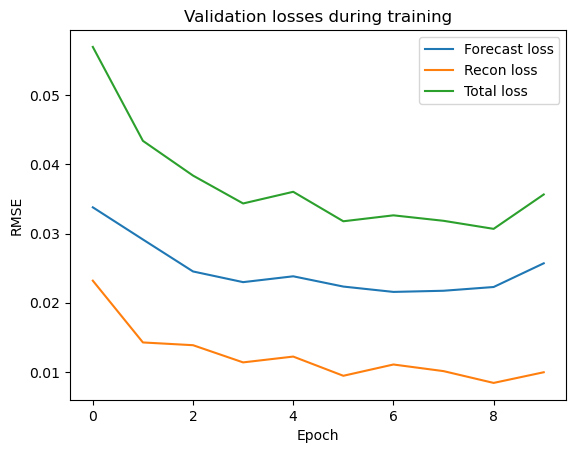 Validation losses during training
Forecast loss
Recon loss
Total loss
0.05
0.04
0.03
0.02
0.01
RMSE
0 2 4 6 8
Epoch